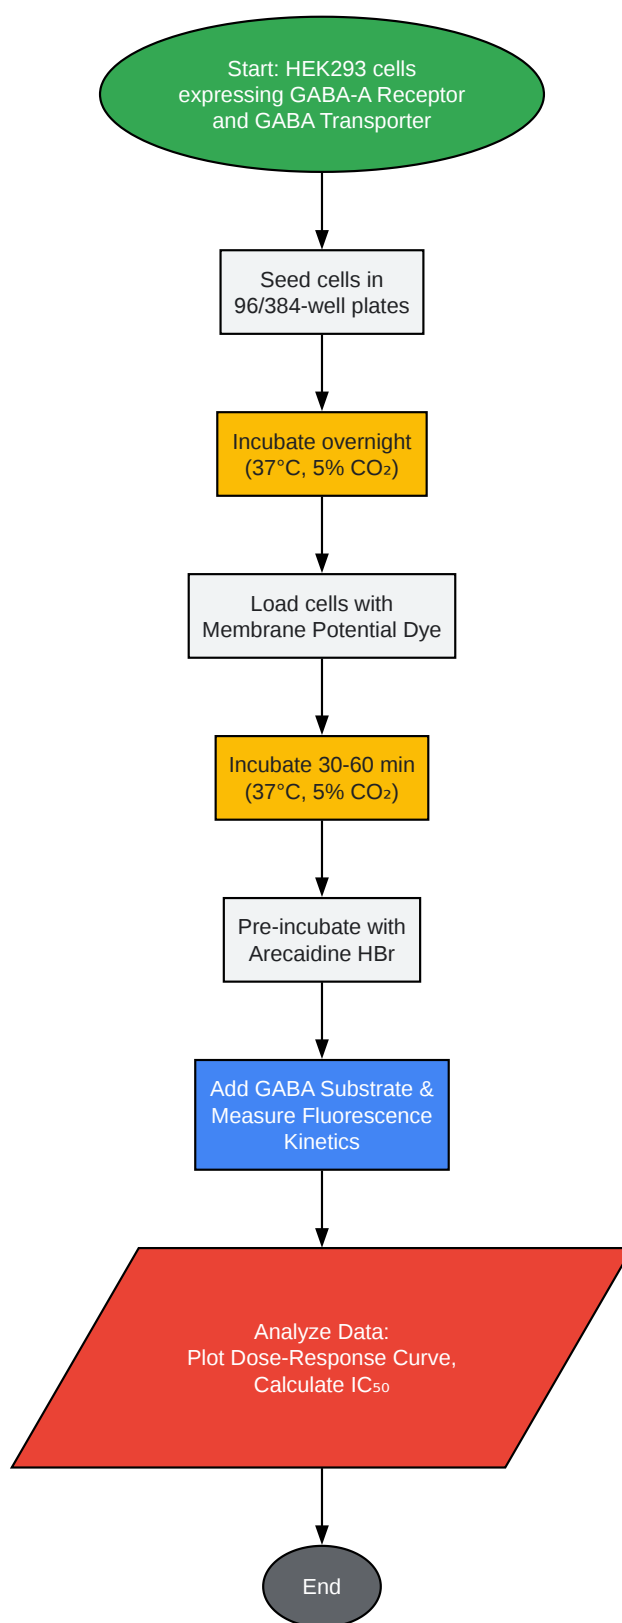 Start: HEK293 cells
expressing GABA-A Receptor
and GABA Transporter
Seed cells in
96/384-well plates
Incubate overnight
(37°C, 5% CO₂)
Load cells with
Membrane Potential Dye
Incubate 30-60 min
(37°C, 5% CO₂)
Pre-incubate with
Arecaidine HBr
Add GABA Substrate &
Measure Fluorescence
Kinetics
Analyze Data:
Plot Dose-Response Curve,
Calculate IC₅₀
End